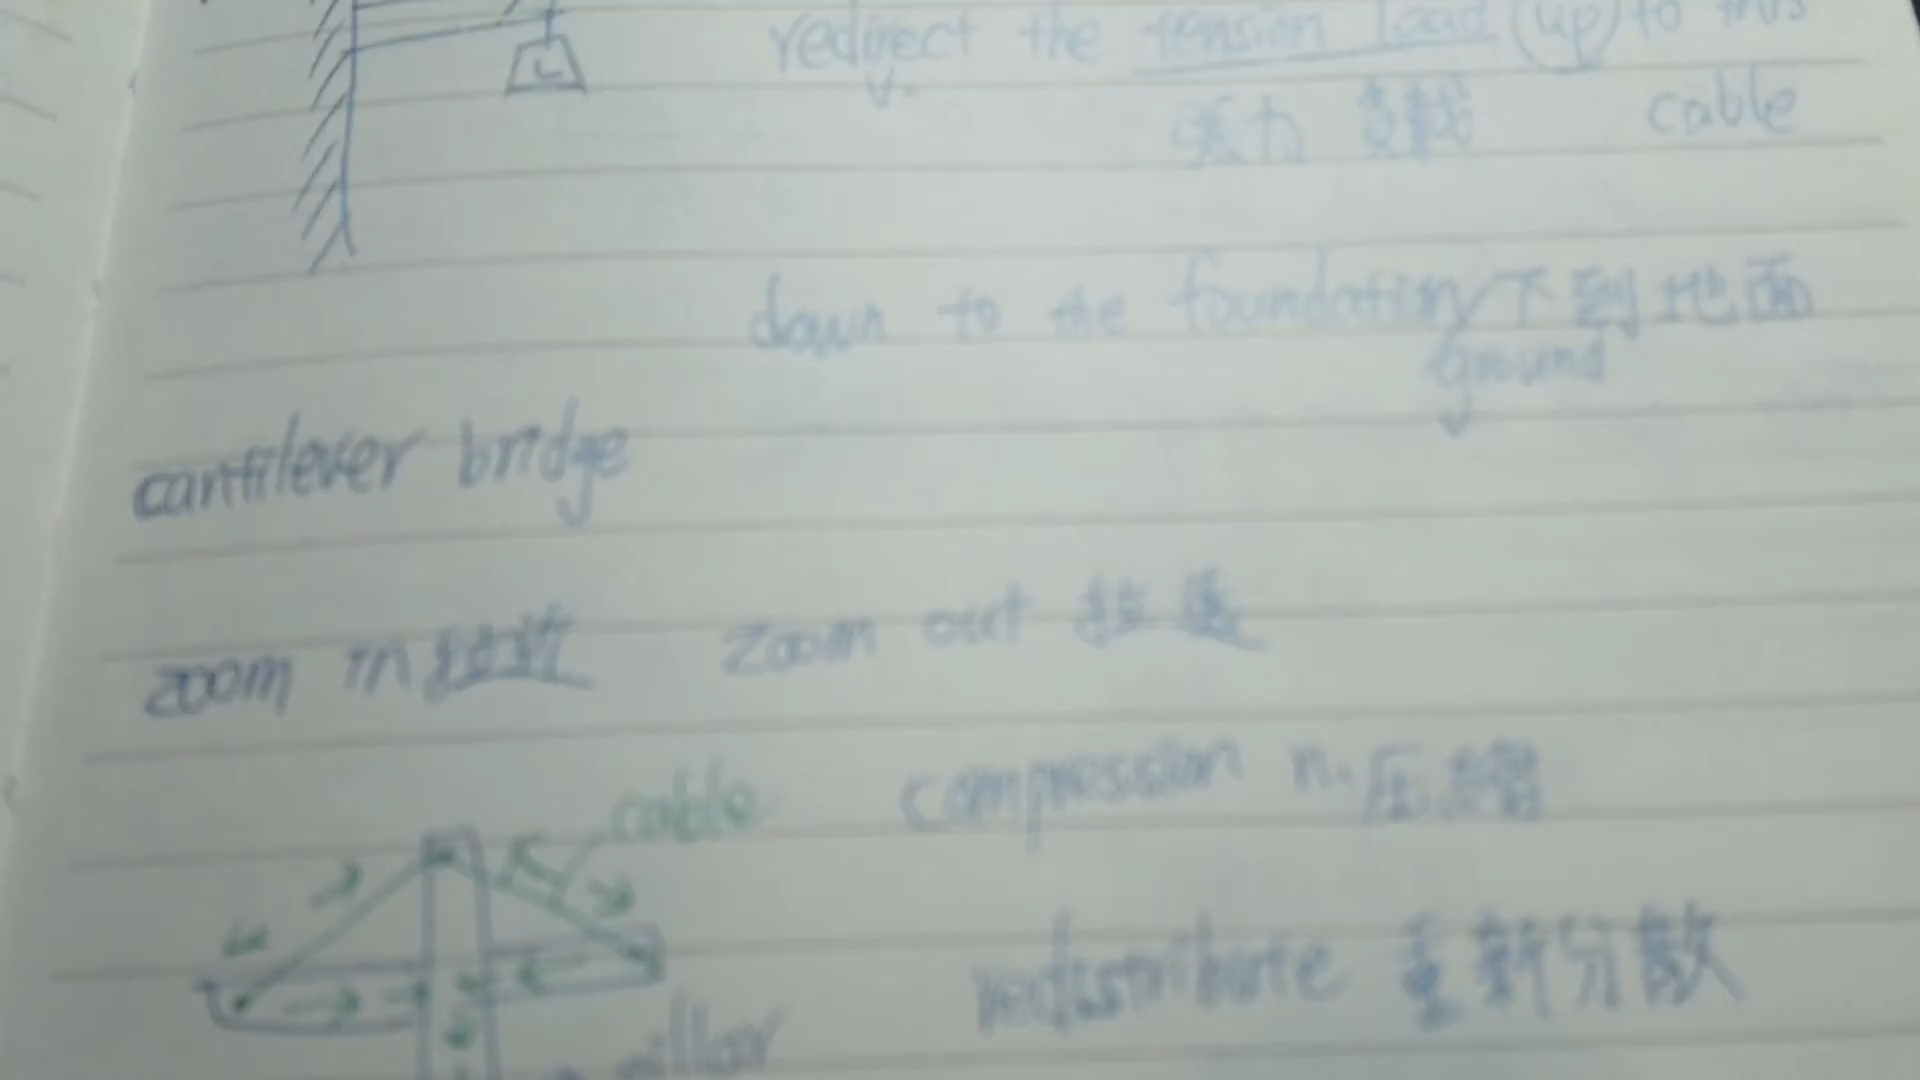 redirect the tension load (up) to this
L
v.
张力 负载 cable
down to the foundation 下到地面
ground
cantilever bridge
zoom in 拉近 zoom out 拉远
cable compression n. 压缩
redistribute 重新分散
pillar